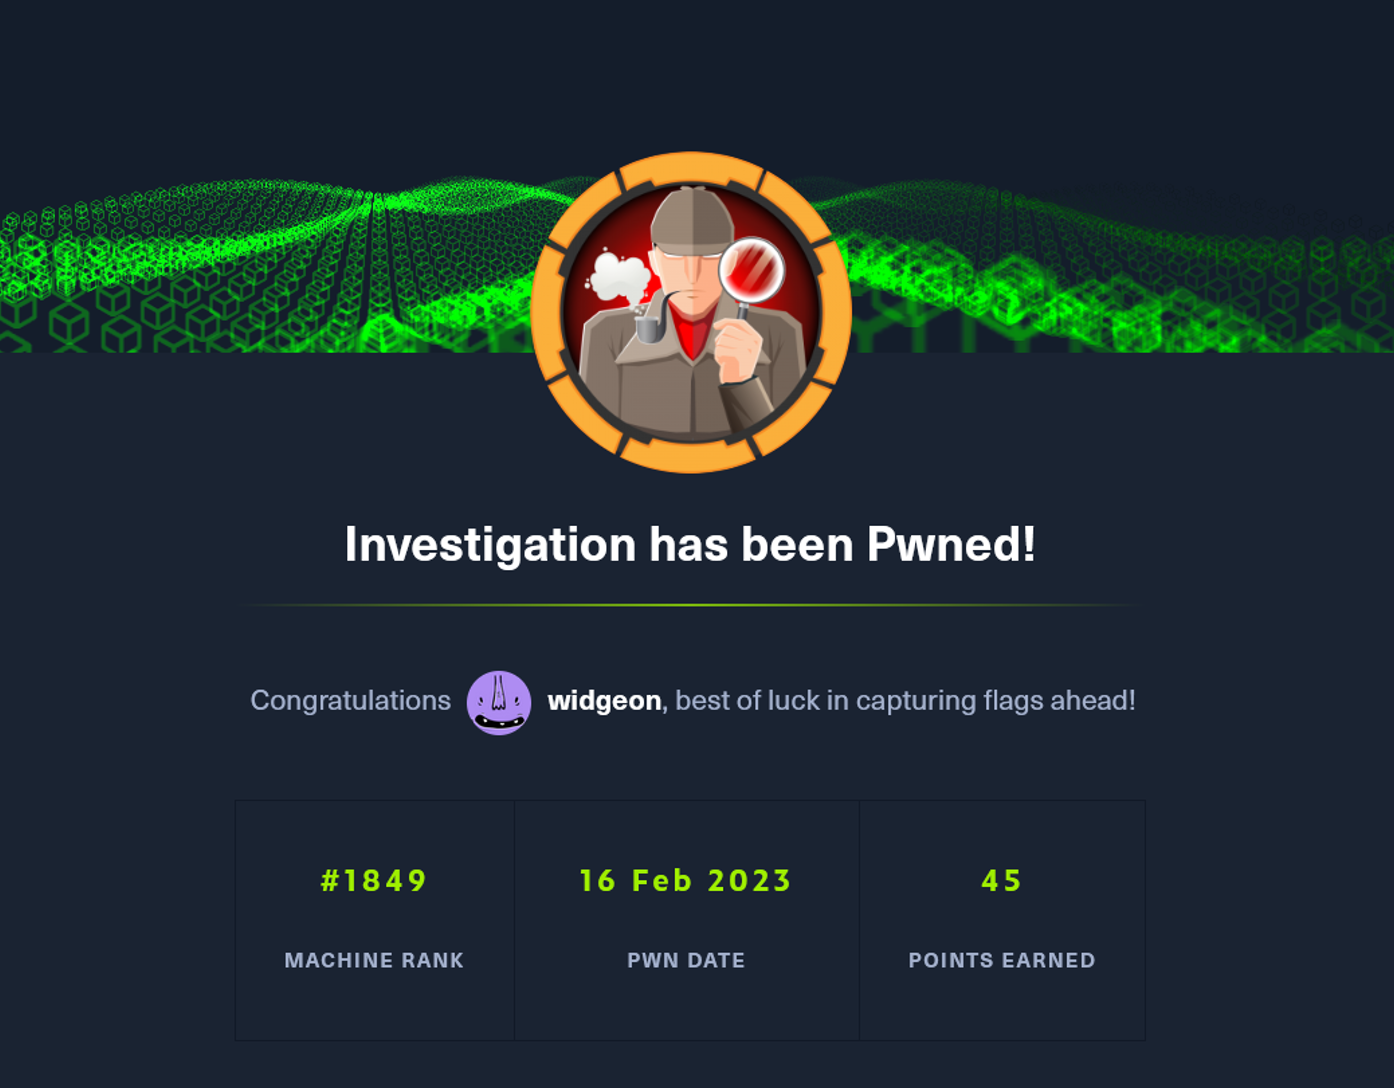 Investigation has been Pwned!
Congratulations widgeon, best of luck in capturing flags ahead!
#1849 16 Feb 2023 45
MACHINE RANK PWN DATE POINTS EARNED